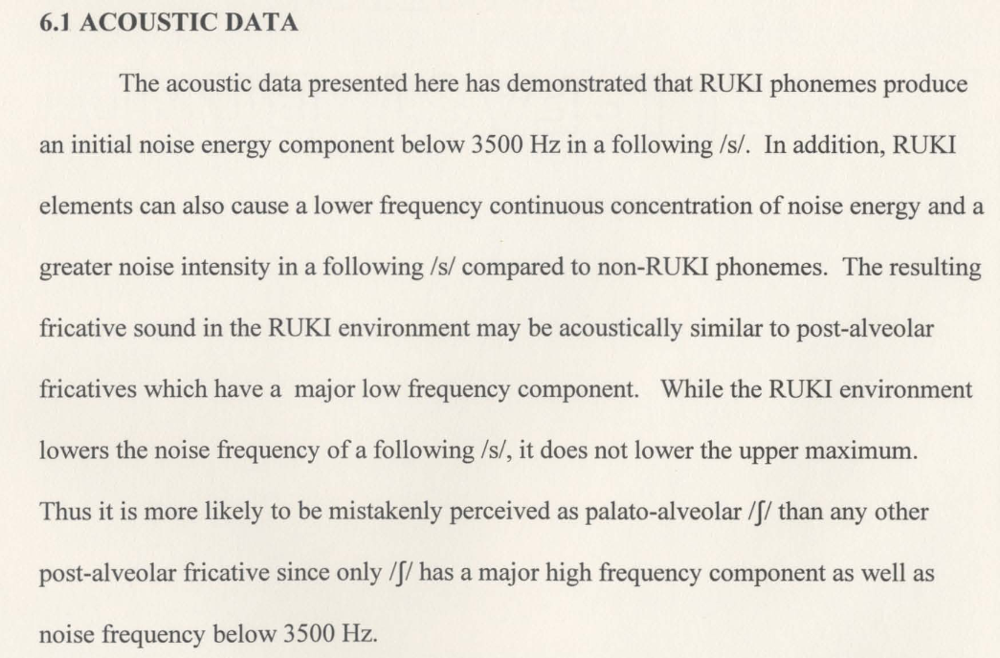 6.1 ACOUSTIC DATA
The acoustic data presented here has demonstrated that RUKI phonemes produce
an initial noise energy component below 3500 Hz in a following /s/.  In addition, RUKI
elements can also cause a lower frequency continuous concentration of noise energy and a
greater noise intensity in a following /s/ compared to non-RUKI phonemes.  The resulting
fricative sound in the RUKI environment may be acoustically similar to post-alveolar
fricatives which have a  major low frequency component.   While the RUKI environment
lowers the noise frequency of a following /s/, it does not lower the upper maximum.
Thus it is more likely to be mistakenly perceived as palato-alveolar /ʃ/ than any other
post-alveolar fricative since only /ʃ/ has a major high frequency component as well as
noise frequency below 3500 Hz.